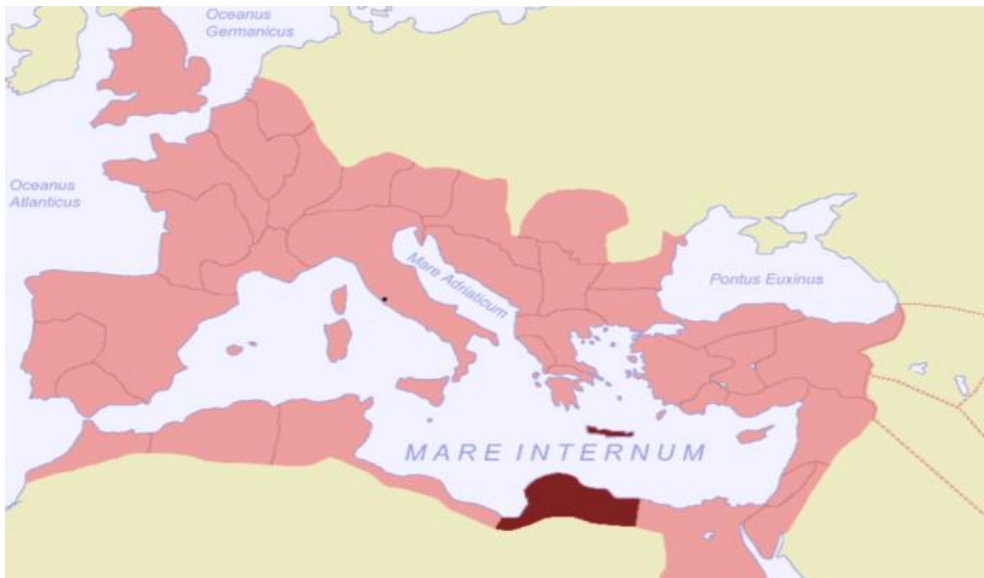 Oceanus
Germanicus
Oceanus
Atlanticus
Mare Adriaticum
Pontus Euxinus
MARE INTERNUM